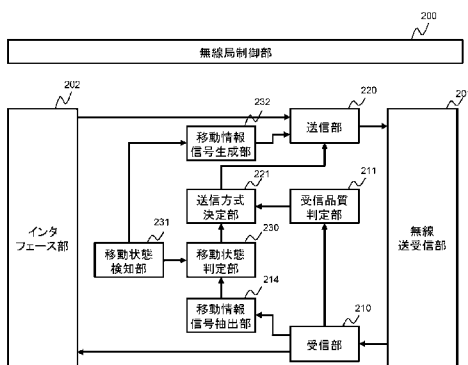 200
無線局制御部
202
232
220
20
移動情報
信号生成部
送信部
221
211
送信方式
決定部
受信品質
判定部
インタ
フェース部
231
230
無線
送受信部
移動状態
検知部
移動状態
判定部
214
移動情報
信号抽出部
210
受信部